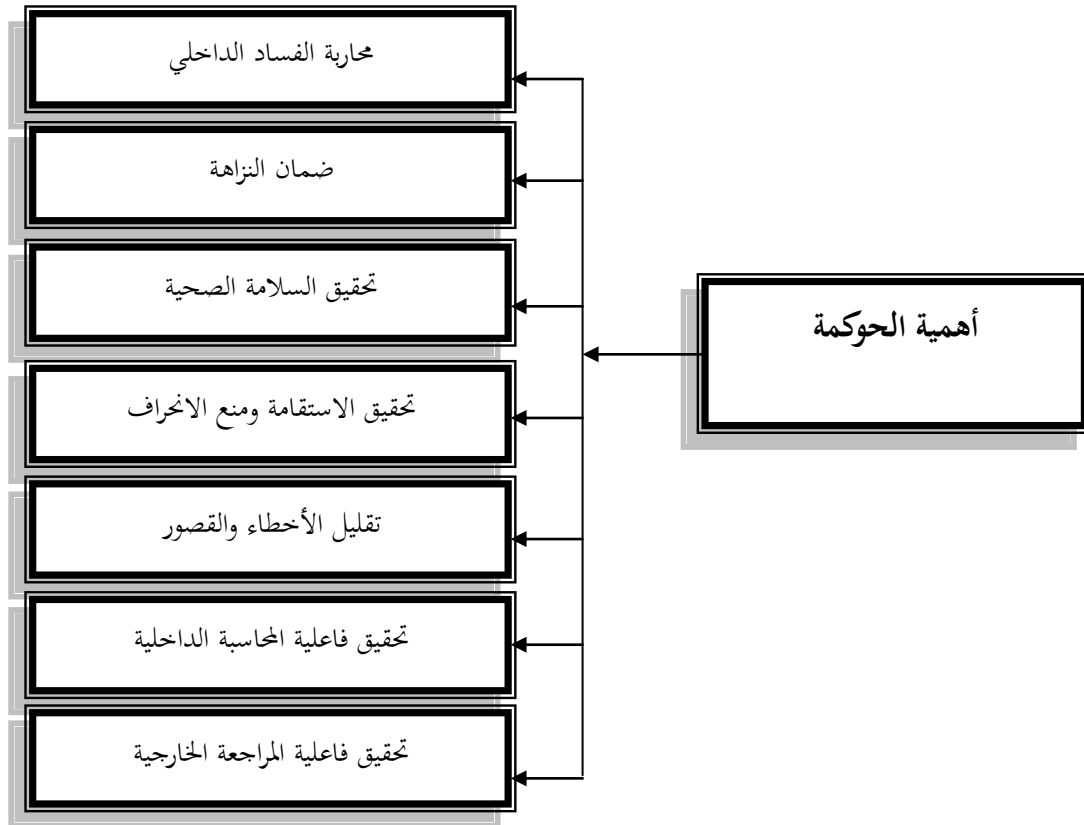 أهمية الحوكمة
محاربة الفساد الداخلي
ضمان النزاهة
تحقيق السلامة الصحية
تحقيق الاستقامة ومنع الانحراف
تقليل الأخطاء والقصور
تحقيق فاعلية المحاسبة الداخلية
تحقيق فاعلية المراجعة الخارجية